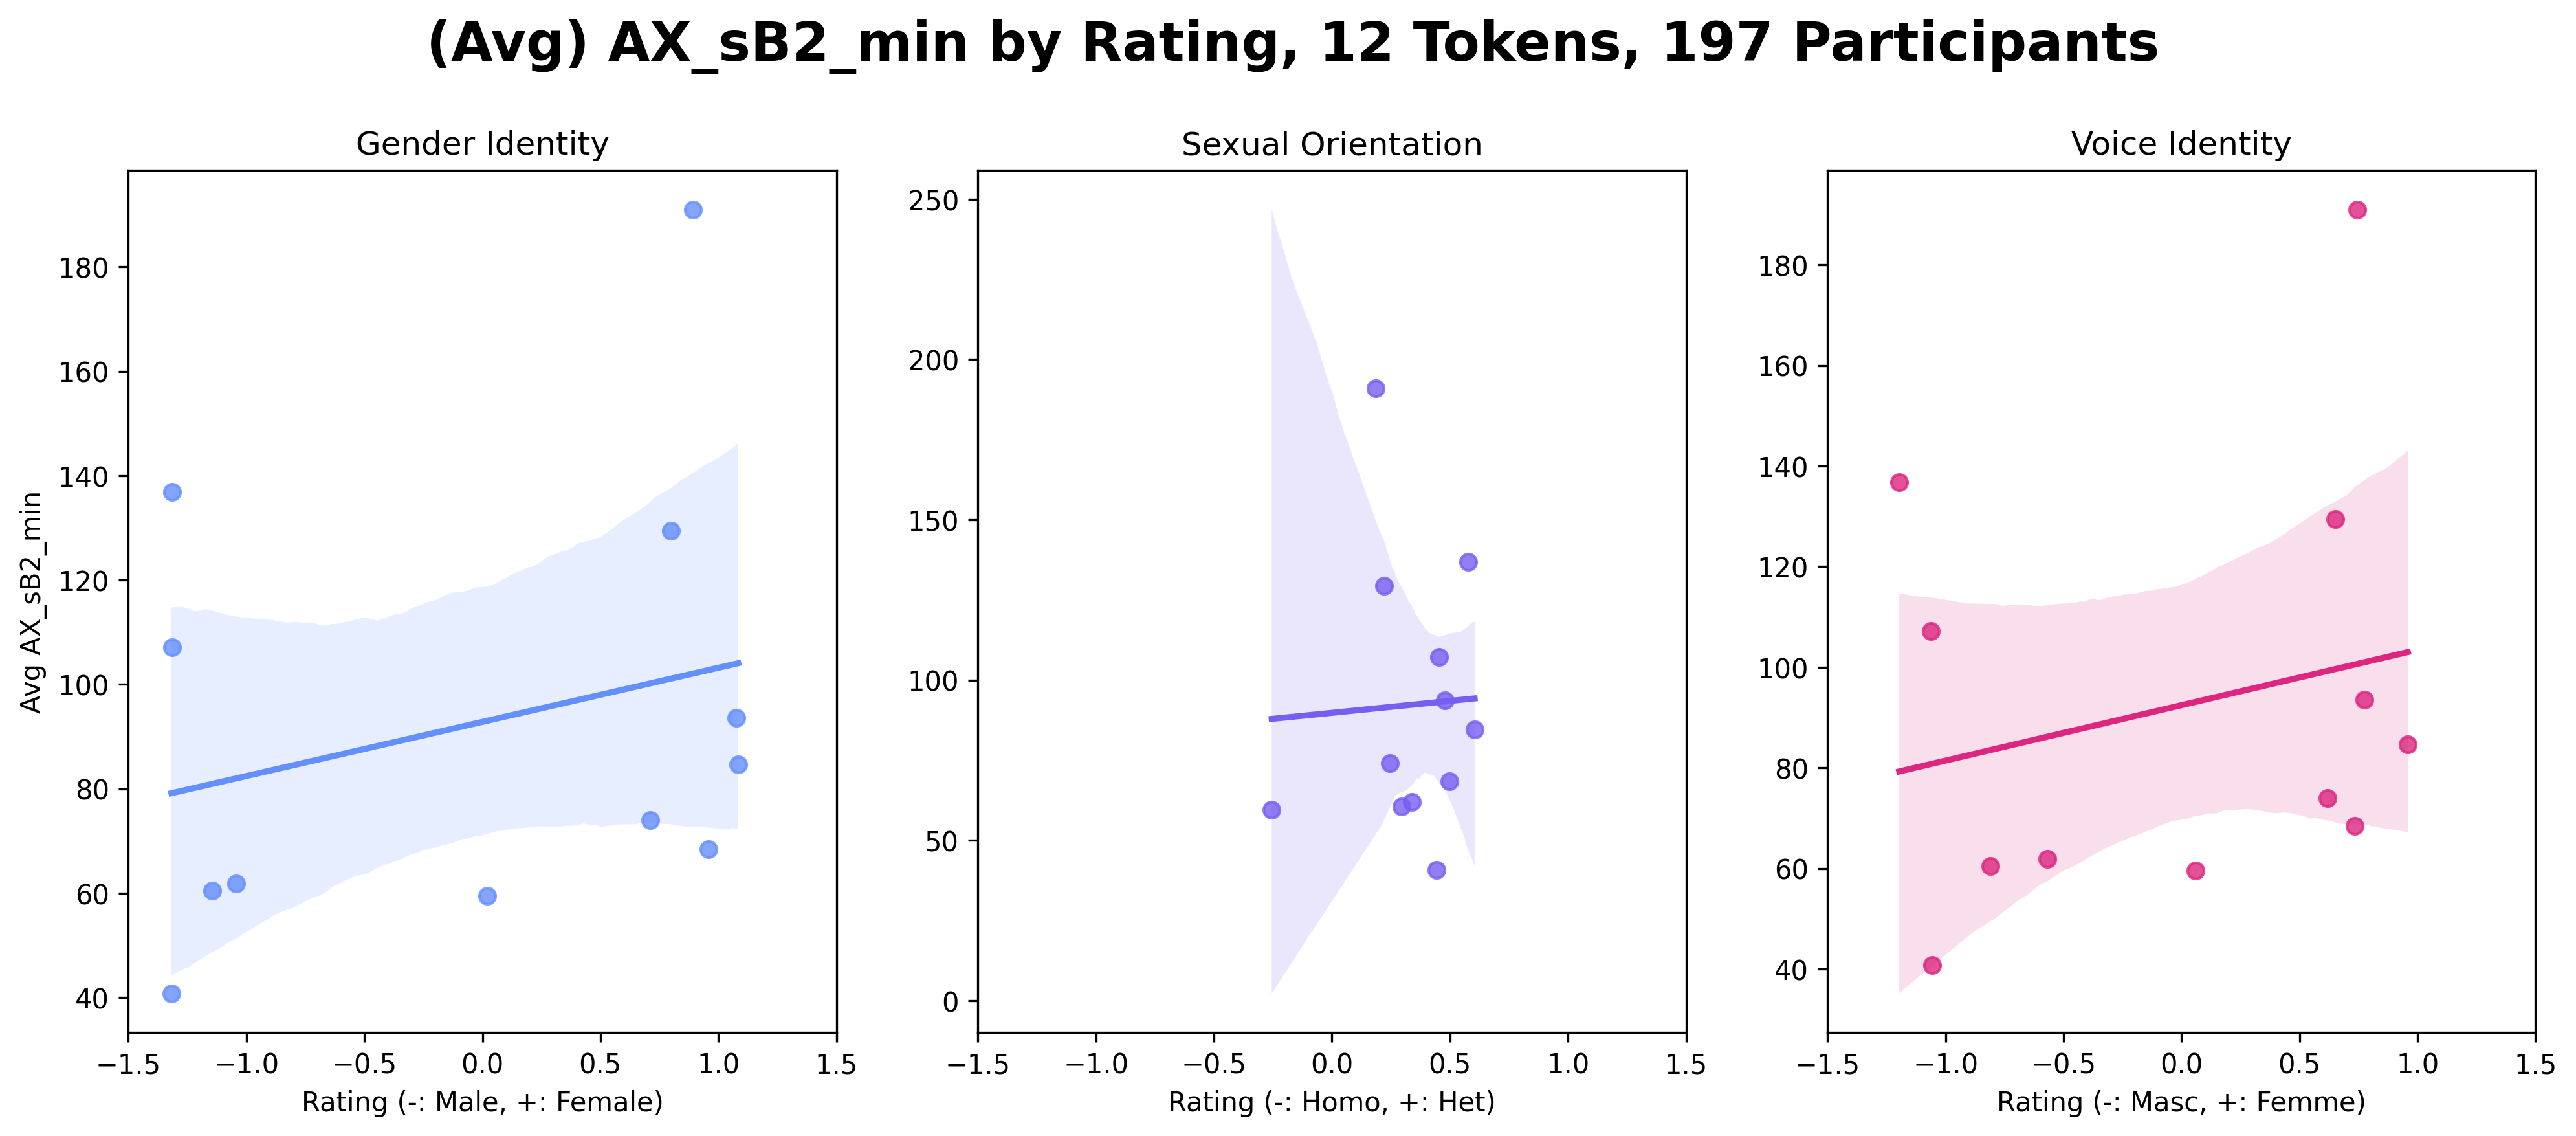 (Avg) AX_sB2_min by Rating, 12 Tokens, 197 Participants
Gender Identity
Avg AX_sB2_min
180
160
140
120
100
80
60
40
−1.5 −1.0 −0.5 0.0 0.5 1.0 1.5
Rating (-: Male, +: Female)
Sexual Orientation
250
200
150
100
50
0
−1.5 −1.0 −0.5 0.0 0.5 1.0 1.5
Rating (-: Homo, +: Het)
Voice Identity
180
160
140
120
100
80
60
40
−1.5 −1.0 −0.5 0.0 0.5 1.0 1.5
Rating (-: Masc, +: Femme)